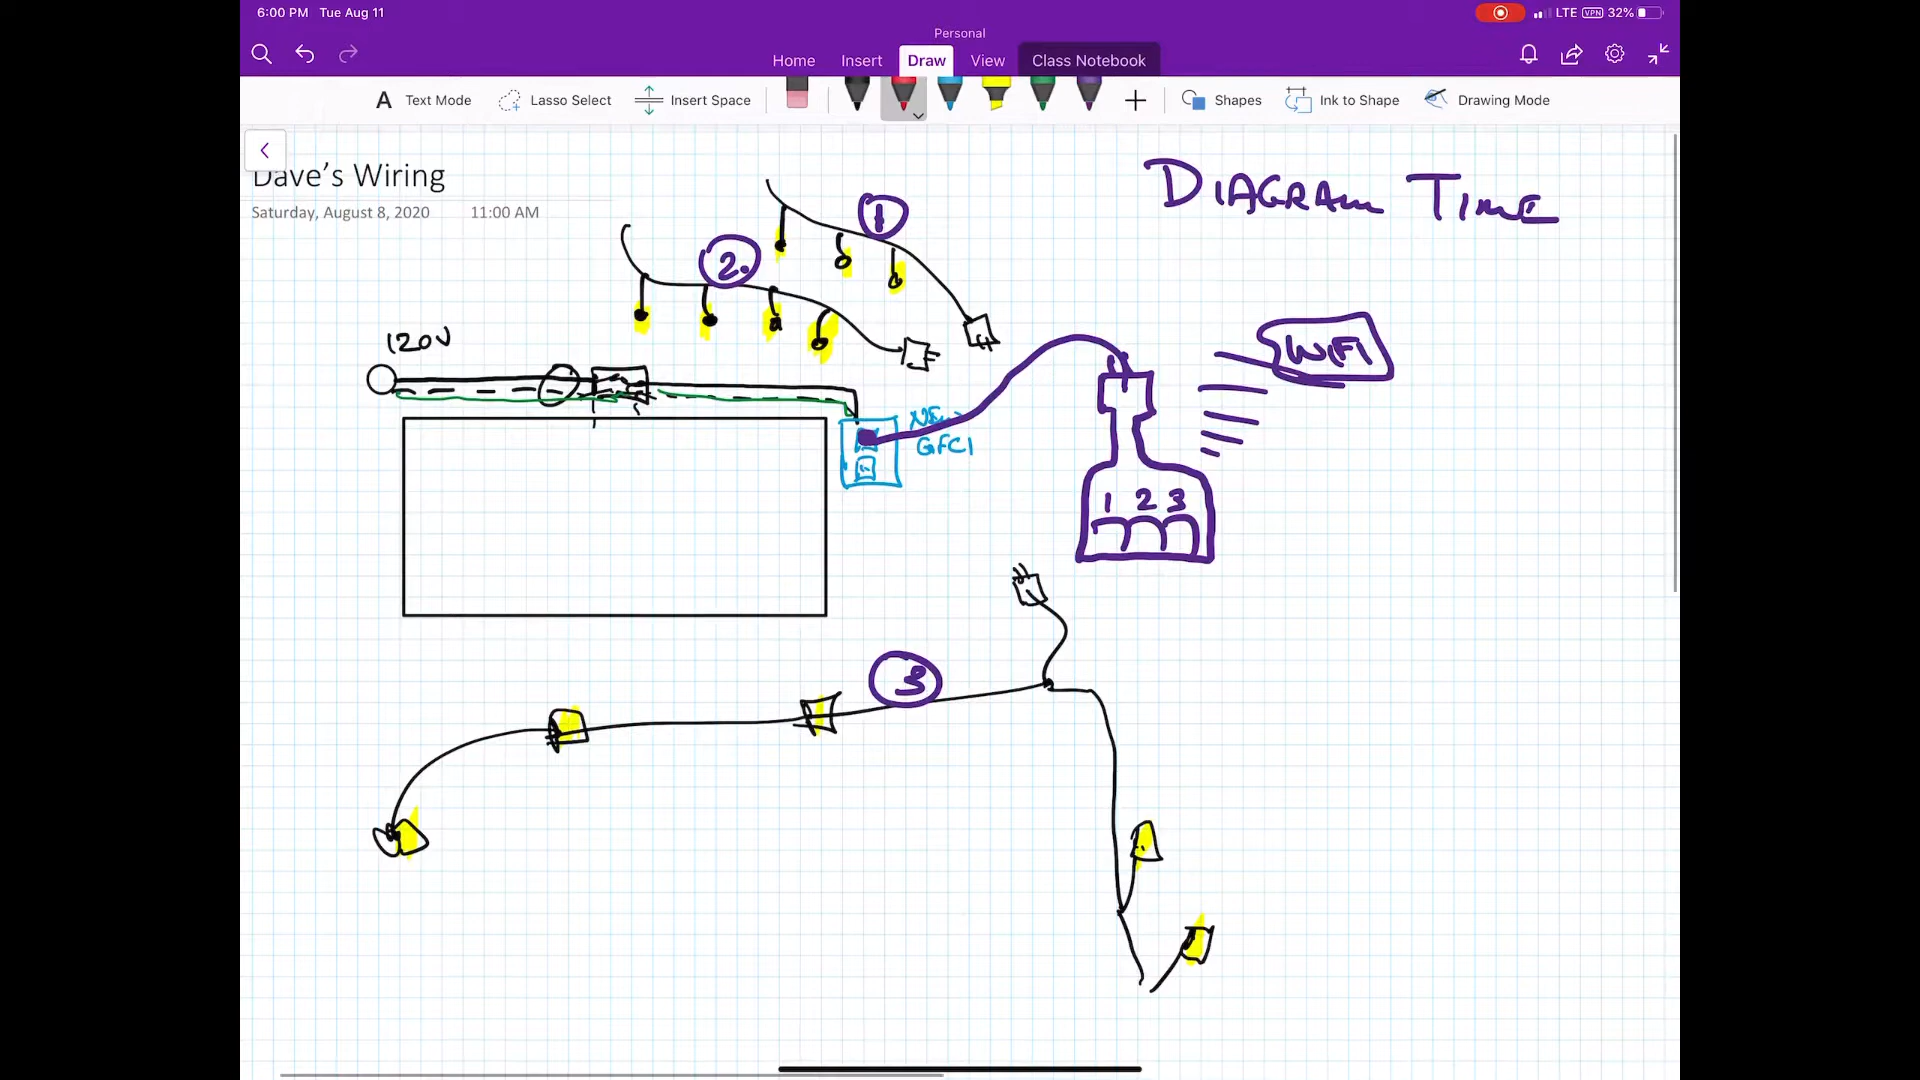 6:00 PM Tue Aug 11
LTE VPN 32%
Personal
Home Insert Draw View Class Notebook
A Text Mode Lasso Select Insert Space Shapes Ink to Shape Drawing Mode
Dave's Wiring
Saturday, August 8, 2020 11:00 AM
DIAGRAM TIME
1
2.
120V
WIFI
NEW
GFCI
1 2 3
3